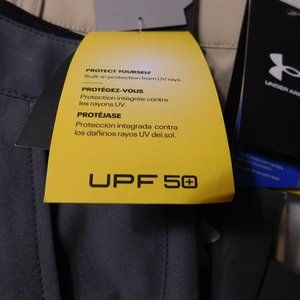 PROTECT YOURSELF
Built-in protection from UV rays.
PROTÉGEZ-VOUS
Protection intégrée contre
les rayons UV.
PROTÉJASE
Protección integrada contra
los dañinos rayos UV del sol.
UPF 50+
UNDER